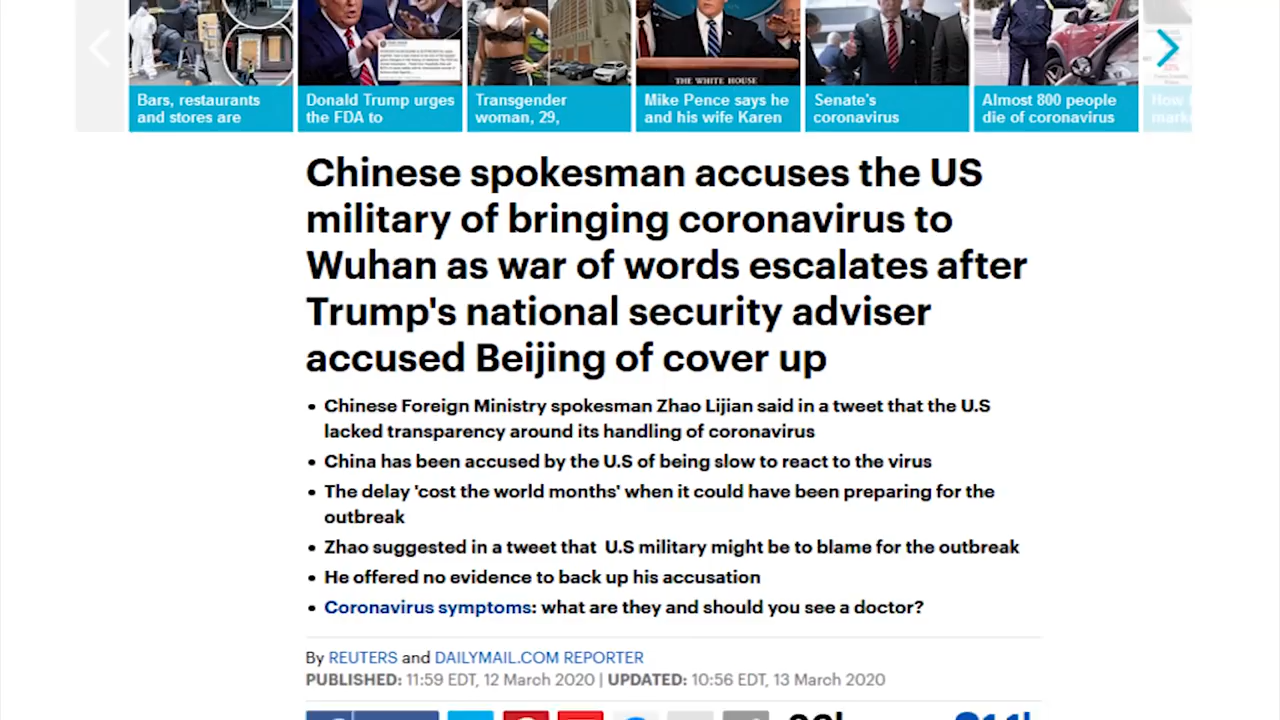 THE WHITE HOUSE
Bars, restaurants
and stores are
Donald Trump urges
the FDA to
Transgender
woman, 29,
Mike Pence says he
and his wife Karen
Senate's
coronavirus
Almost 800 people
die of coronavirus
How
Chinese spokesman accuses the US
military of bringing coronavirus to
Wuhan as war of words escalates after
Trump's national security adviser
accused Beijing of cover up
• Chinese Foreign Ministry spokesman Zhao Lijian said in a tweet that the U.S
lacked transparency around its handling of coronavirus
• China has been accused by the U.S of being slow to react to the virus
• The delay 'cost the world months' when it could have been preparing for the
outbreak
• Zhao suggested in a tweet that U.S military might be to blame for the outbreak
• He offered no evidence to back up his accusation
• Coronavirus symptoms: what are they and should you see a doctor?
By REUTERS and DAILYMAIL.COM REPORTER
PUBLISHED: 11:59 EDT, 12 March 2020 | UPDATED: 10:56 EDT, 13 March 2020